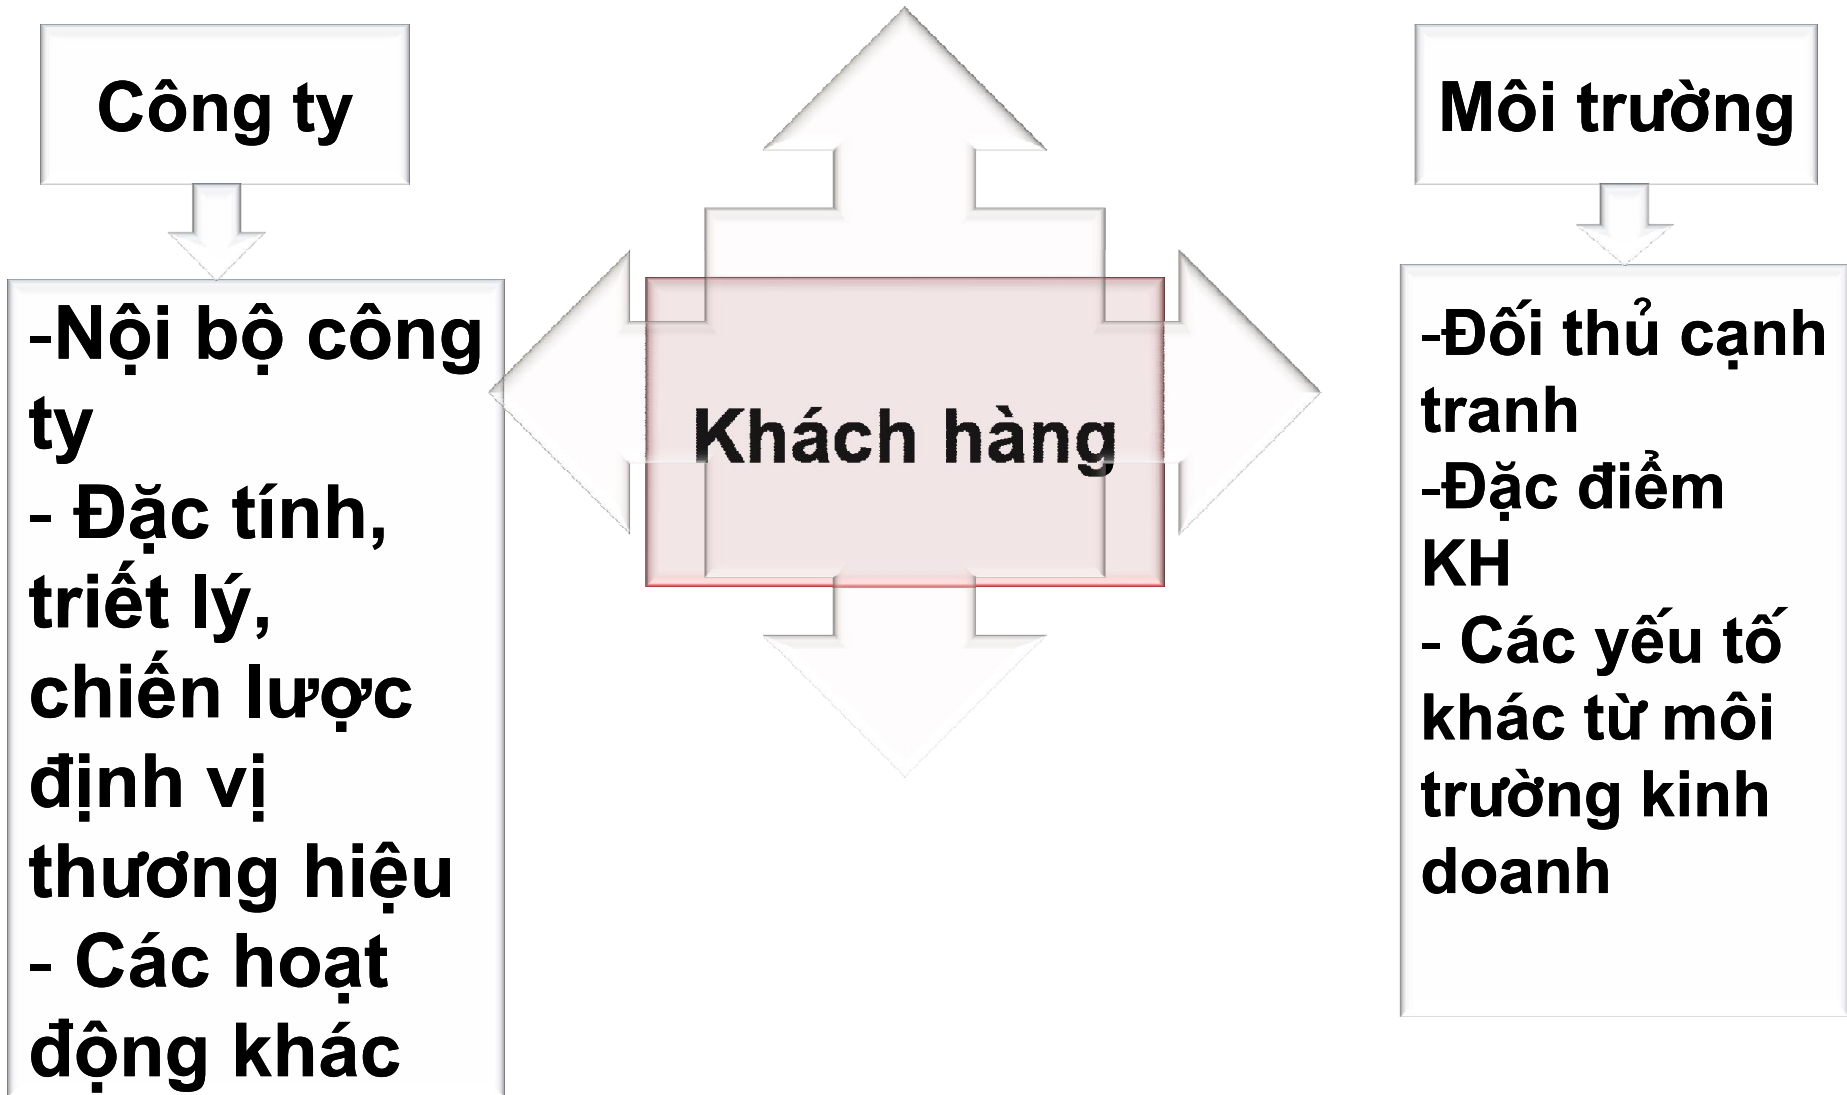 Công ty
-Nội bộ công
ty
- Đặc tính,
triết lý,
chiến lược
định vị
thương hiệu
- Các hoạt
động khác
Khách hàng
Môi trường
-Đối thủ cạnh
tranh
-Đặc điểm
KH
- Các yếu tố
khác từ môi
trường kinh
doanh